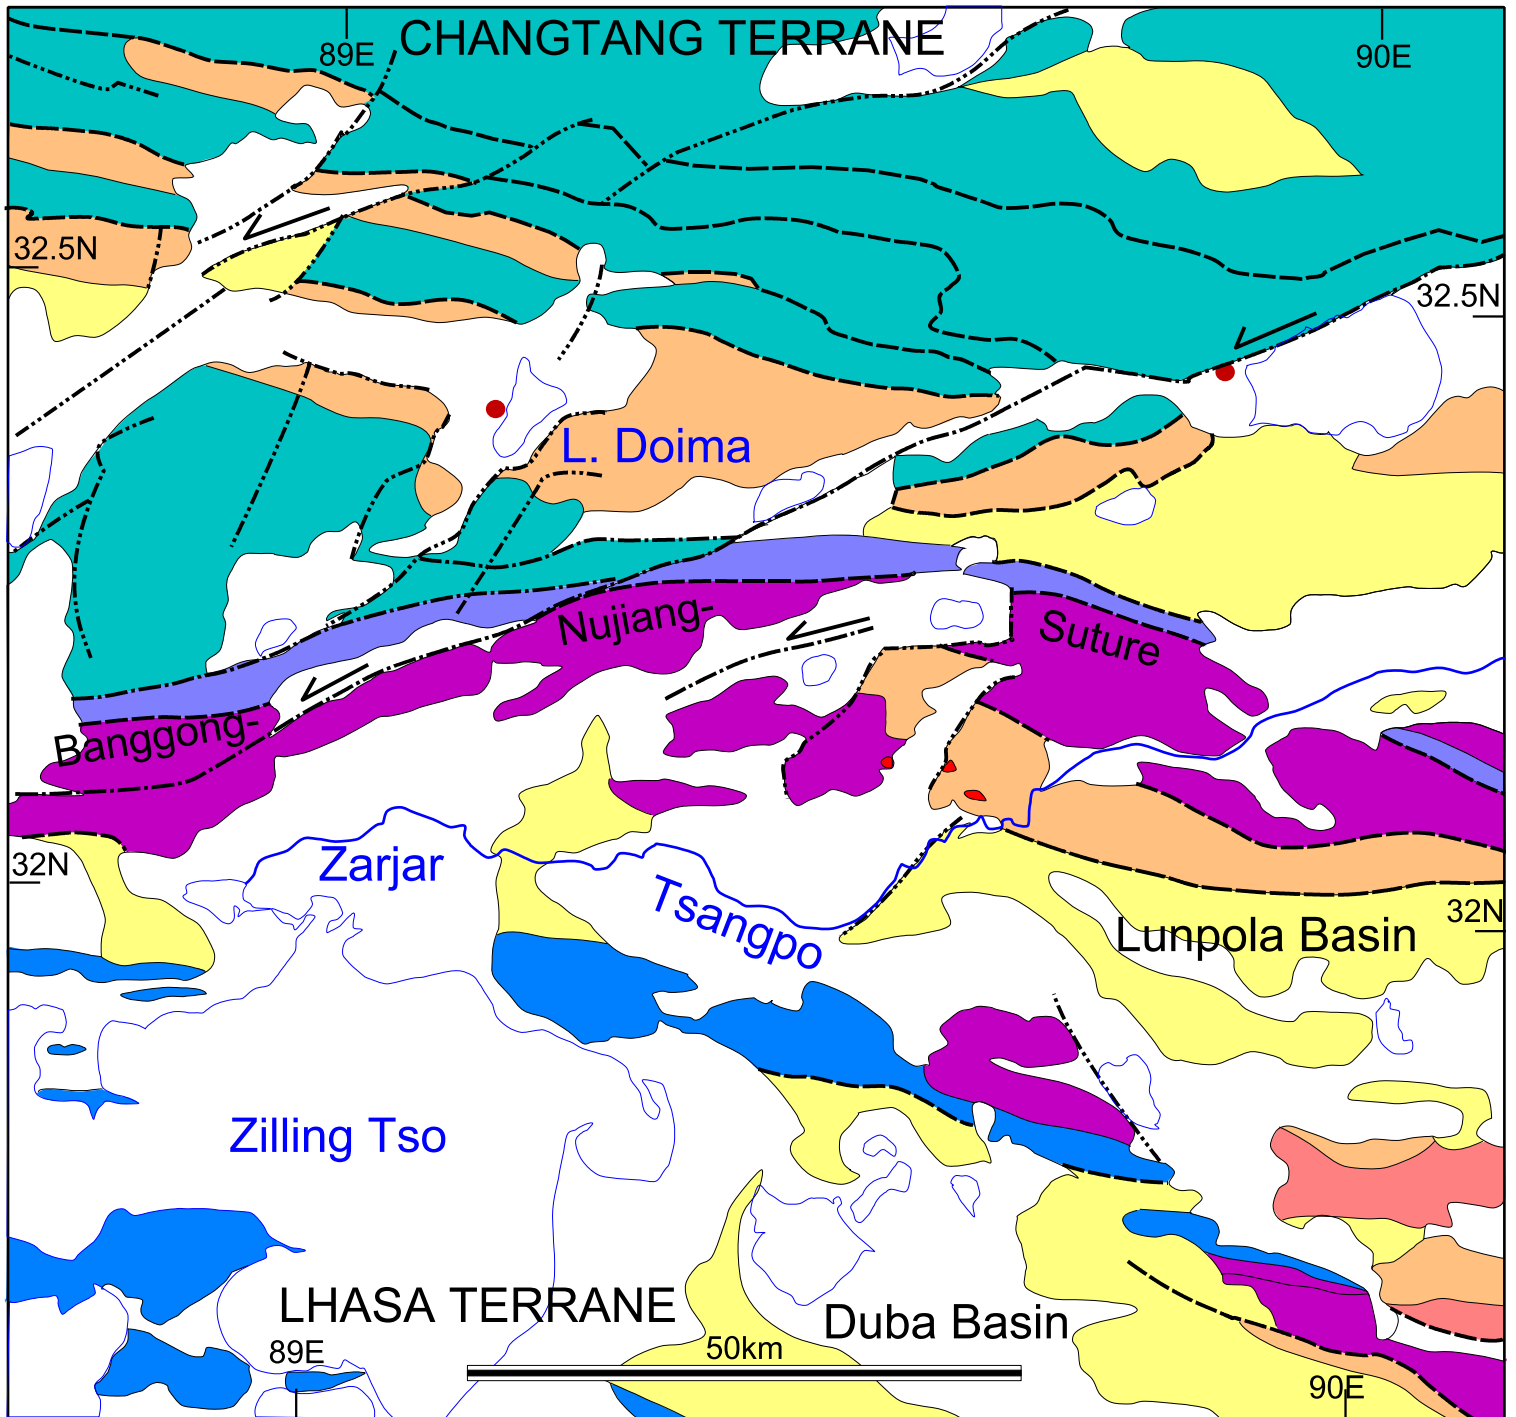 CHANGTANG TERRANE
89E
90E
32.5N
32.5N
L. Doima
Nujiang-
Suture
Banggong-
32N
Zarjar
Tsangpo
32N
Lunpola Basin
Zilling Tso
LHASA TERRANE
Duba Basin
50km
89E
90E